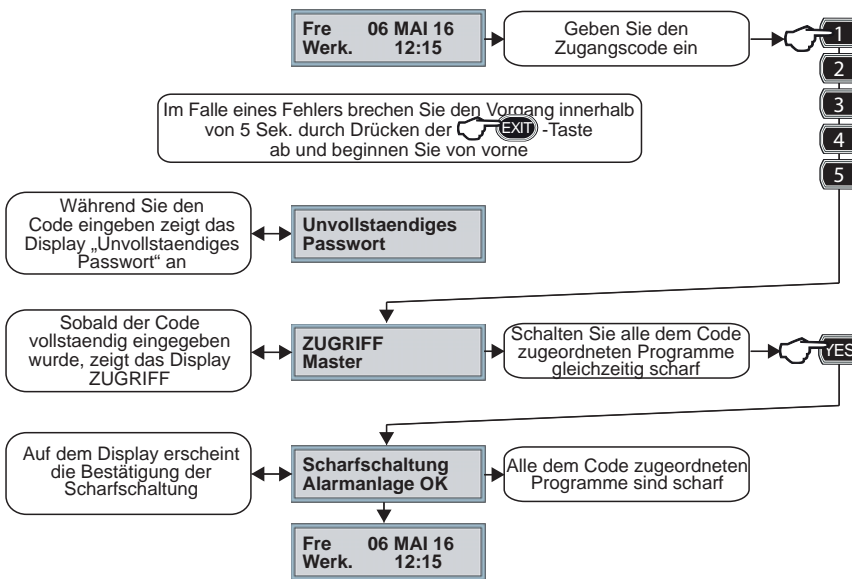 Fre 06 MAI 16
Werk. 12:15
Geben Sie den
Zugangscode ein
1
2
3
4
5
Im Falle eines Fehlers brechen Sie den Vorgang innerhalb
von 5 Sek. durch Drücken der EXIT -Taste
ab und beginnen Sie von vorne
Während Sie den
Code eingeben zeigt das
Display „Unvollstaendiges
Passwort“ an
Unvollstaendiges
Passwort
Sobald der Code
vollstaendig eingegeben
wurde, zeigt das Display
ZUGRIFF
ZUGRIFF
Master
Schalten Sie alle dem Code
zugeordneten Programme
gleichzeitig scharf
YES
Auf dem Display erscheint
die Bestätigung der
Scharfschaltung
Scharfschaltung
Alarmanlage OK
Alle dem Code zugeordneten
Programme sind scharf
Fre 06 MAI 16
Werk. 12:15